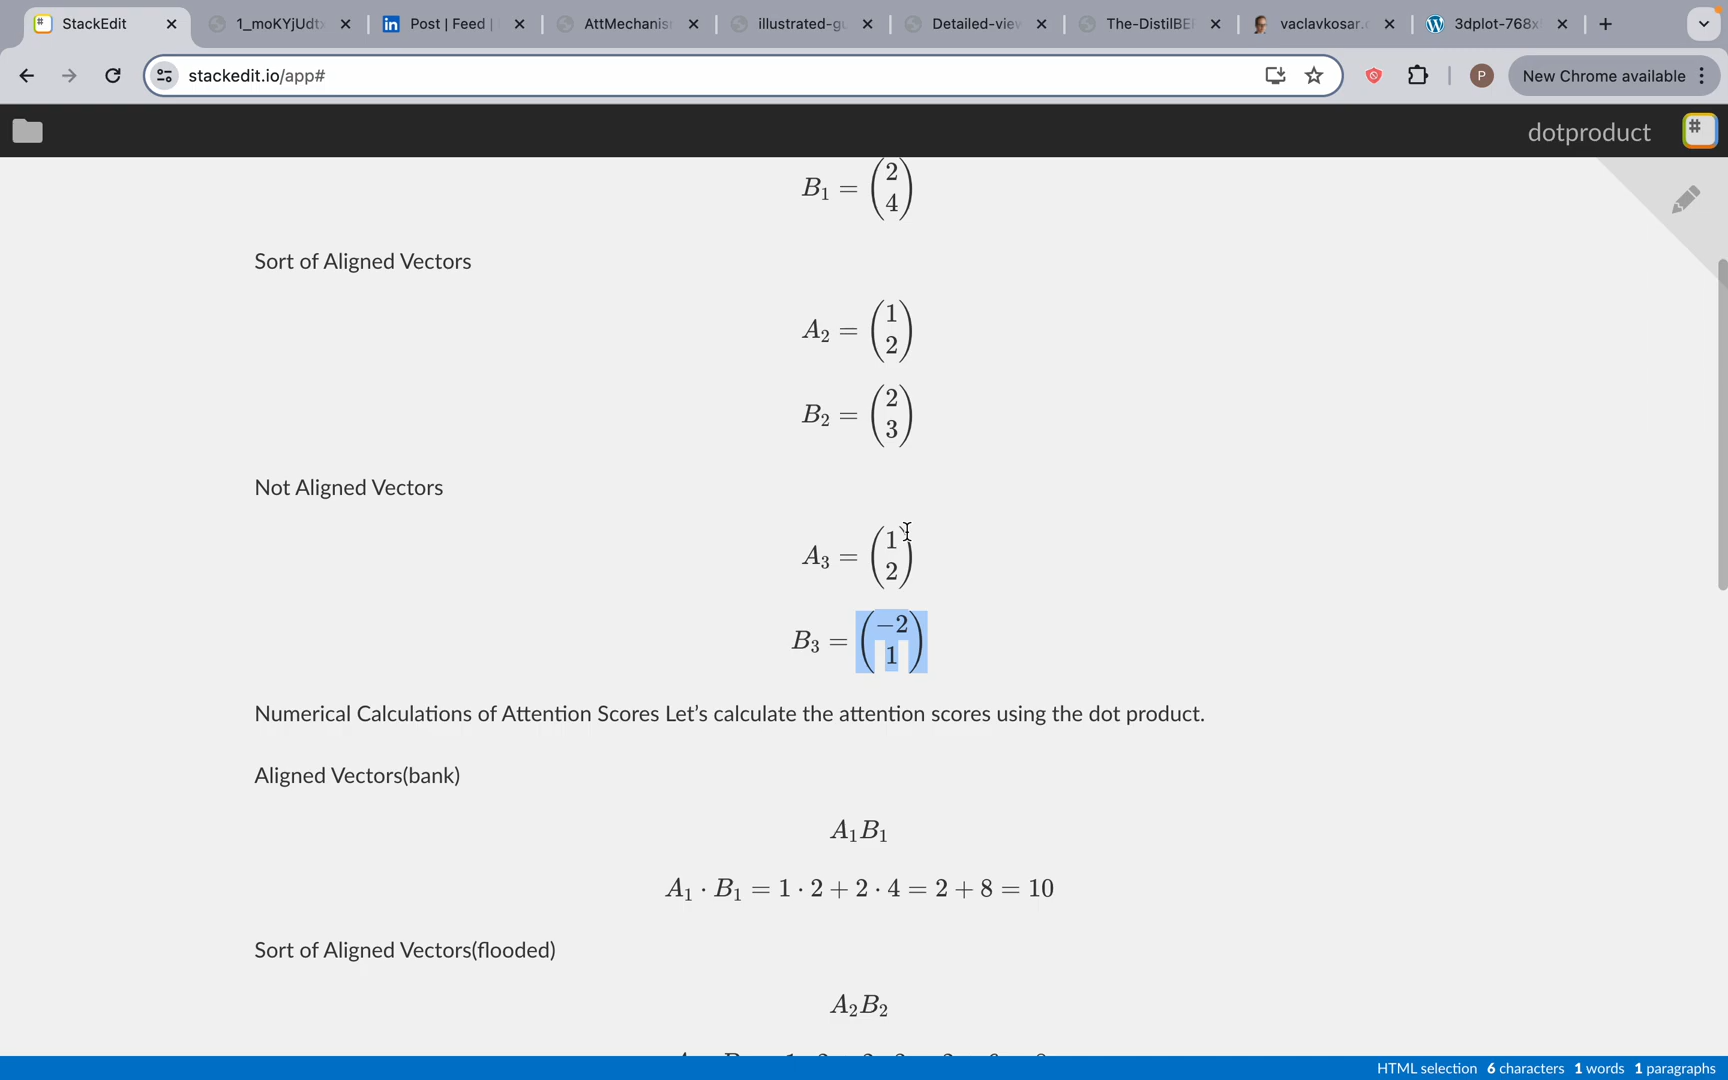 StackEdit
1_moKYjUdt
Post | Feed |
AttMechanis
illustrated-g
Detailed-viev
The-DistilBE
vaclavkosar.
3dplot-768x
stackedit.io/app#
New Chrome available
P
dotproduct
#
B₁ = (2 4)
Sort of Aligned Vectors
A₂ = (1 2)
B₂ = (2 3)
Not Aligned Vectors
A₃ = (1 2)
B₃ = (−2 1)
Numerical Calculations of Attention Scores Let's calculate the attention scores using the dot product.
Aligned Vectors(bank)
A₁B₁
A₁ · B₁ = 1 · 2 + 2 · 4 = 2 + 8 = 10
Sort of Aligned Vectors(flooded)
A₂B₂
HTML selection 6 characters 1 words 1 paragraphs